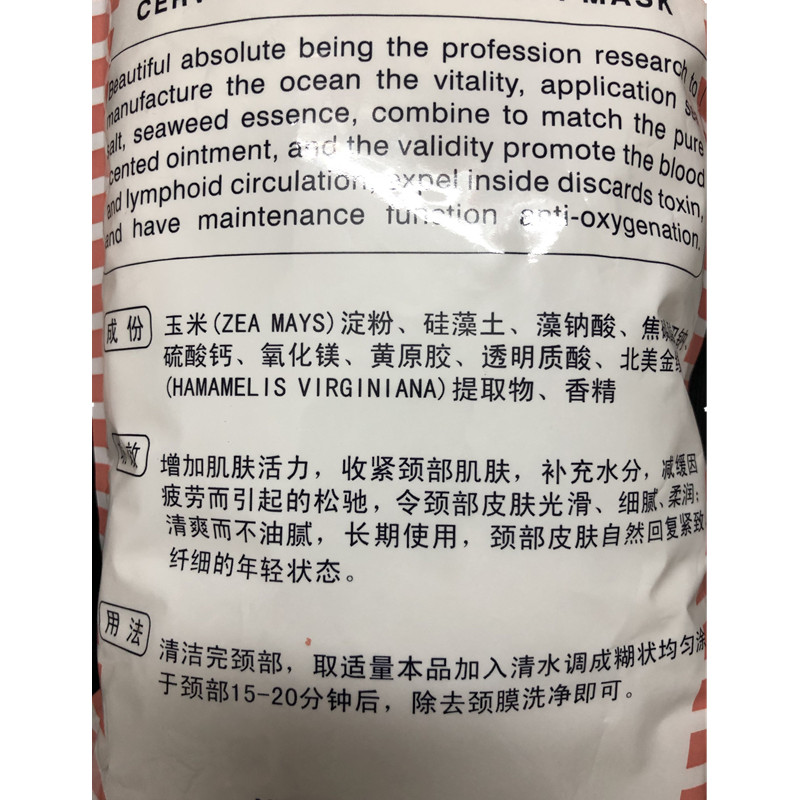 MASK
Beautiful absolute being the profession research to
manufacture the ocean the vitality, application sea
salt, seaweed essence, combine to match the pure
cented ointment, and the validity promote the blood
and lymphoid circulation, expel inside discards toxin,
and have maintenance function anti-oxygenation.
成份 玉米(ZEA MAYS)淀粉、硅藻土、藻钠酸、焦
硫酸钙、氧化镁、黄原胶、透明质酸、北美金缕
(HAMAMELIS VIRGINIANA)提取物、香精
功效 增加肌肤活力，收紧颈部肌肤，补充水分，减缓因
疲劳而引起的松驰，令颈部皮肤光滑、细腻、柔润；
清爽而不油腻，长期使用，颈部皮肤自然回复紧致
纤细的年轻状态。
用法 清洁完颈部，取适量本品加入清水调成糊状均匀涂
于颈部15-20分钟后，除去颈膜洗净即可。